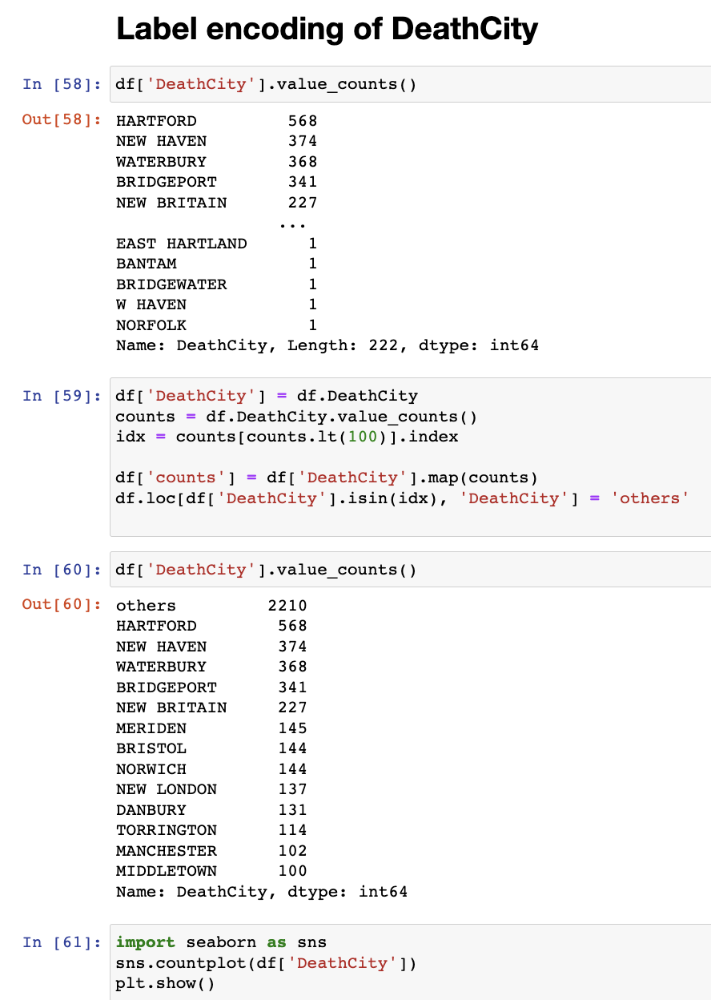 Label encoding of DeathCity
In [58]: df['DeathCity'].value_counts()
Out[58]: HARTFORD 568
NEW HAVEN 374
WATERBURY 368
BRIDGEPORT 341
NEW BRITAIN 227
...
EAST HARTLAND 1
BANTAM 1
BRIDGEWATER 1
W HAVEN 1
NORFOLK 1
Name: DeathCity, Length: 222, dtype: int64
In [59]: df['DeathCity'] = df.DeathCity
counts = df.DeathCity.value_counts()
idx = counts[counts.lt(100)].index
df['counts'] = df['DeathCity'].map(counts)
df.loc[df['DeathCity'].isin(idx), 'DeathCity'] = 'others'
In [60]: df['DeathCity'].value_counts()
Out[60]: others 2210
HARTFORD 568
NEW HAVEN 374
WATERBURY 368
BRIDGEPORT 341
NEW BRITAIN 227
MERIDEN 145
BRISTOL 144
NORWICH 144
NEW LONDON 137
DANBURY 131
TORRINGTON 114
MANCHESTER 102
MIDDLETOWN 100
Name: DeathCity, dtype: int64
In [61]: import seaborn as sns
sns.countplot(df['DeathCity'])
plt.show()